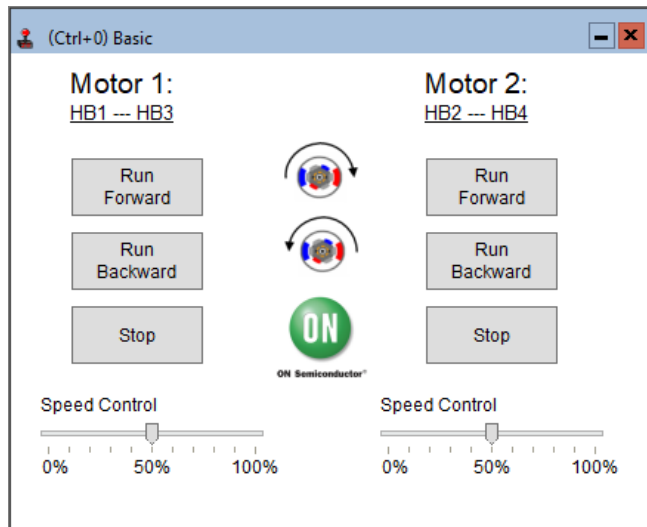 (Ctrl+0) Basic
Motor 1:
HB1 --- HB3
Run
Forward
Run
Backward
Stop
Speed Control
0% 50% 100%
ON
ON Semiconductor®
Motor 2:
HB2 --- HB4
Run
Forward
Run
Backward
Stop
Speed Control
0% 50% 100%